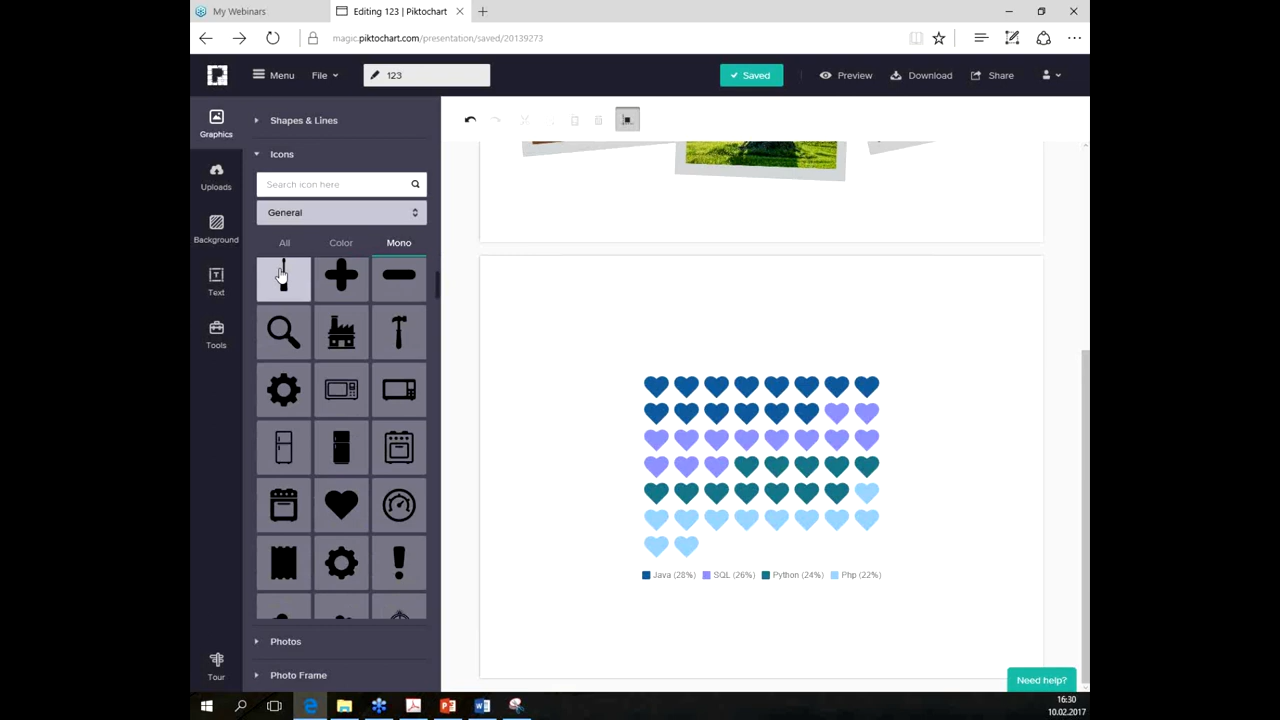 My Webinars
Editing 123 | Piktochart
magic.piktochart.com/presentation/saved/20139273
Menu
File
123
Saved
Preview
Download
Share
Graphics
Uploads
Background
Text
Tools
Tour
Shapes & Lines
Icons
Search icon here
General
All
Color
Mono
Photos
Photo Frame
Java (28%)
SQL (26%)
Python (24%)
Php (22%)
Need help?
16:30
10.02.2017